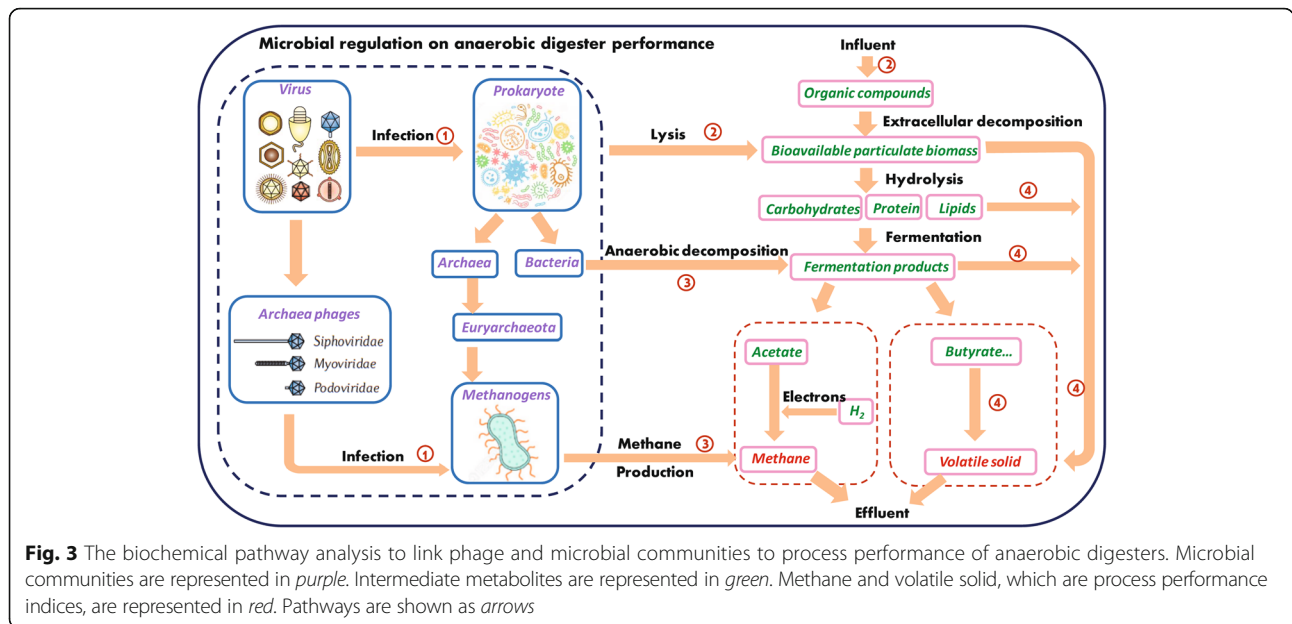 Microbial regulation on anaerobic digester performance
Influent
②
Virus
Prokaryote
Organic compounds
Extracellular decomposition
Infection ①
Lysis ②
Bioavailable particulate biomass
Hydrolysis
④
Carbohydrates Protein Lipids
Fermentation
Archaea Bacteria
Anaerobic decomposition
③
Fermentation products
④
Archaea phages
Siphoviridae
Myoviridae
Podoviridae
Euryarchaeota
Methanogens
Acetate
Butyrate...
Electrons
H2
④
④
Infection ①
Methane ③
Production
Methane
Volatile solid
Effluent
Fig. 3 The biochemical pathway analysis to link phage and microbial communities to process performance of anaerobic digesters. Microbial
communities are represented in purple. Intermediate metabolites are represented in green. Methane and volatile solid, which are process performance
indices, are represented in red. Pathways are shown as arrows